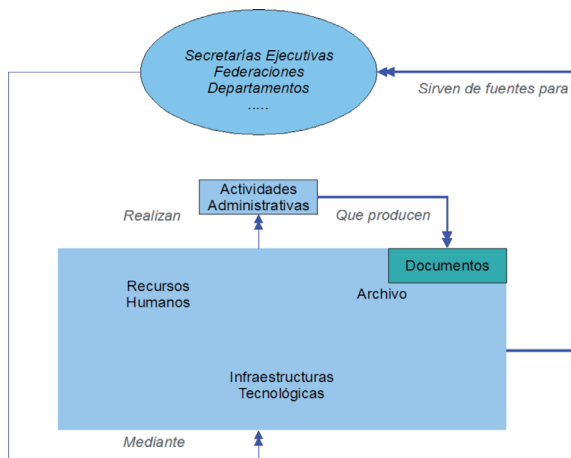 Secretarías Ejecutivas
Federaciones
Departamentos
.....
Sirven de fuentes para
Actividades
Administrativas
Realizan
Que producen
Documentos
Recursos
Humanos
Archivo
Infraestructuras
Tecnológicas
Mediante